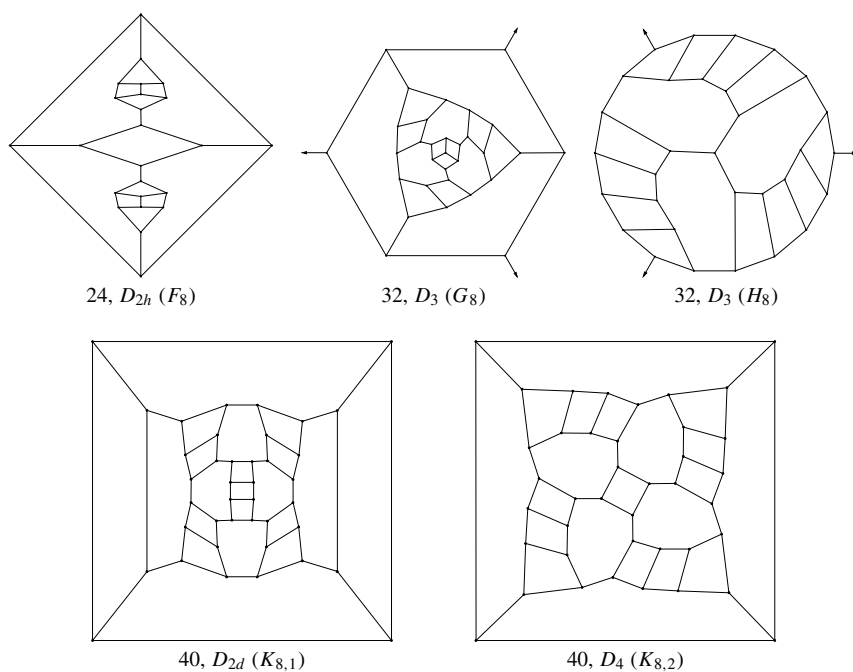 24, D2h (F8)
32, D3 (G8)
32, D3 (H8)
40, D2d (K8,1)
40, D4 (K8,2)